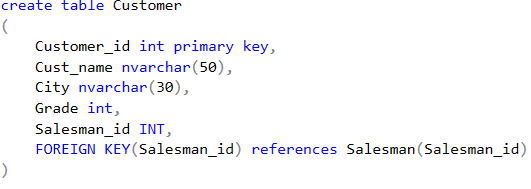 create table Customer
(
Customer_id int primary key,
Cust_name nvarchar(50),
City nvarchar(30),
Grade int,
Salesman_id INT,
FOREIGN KEY(Salesman_id) references Salesman(Salesman_id)
)